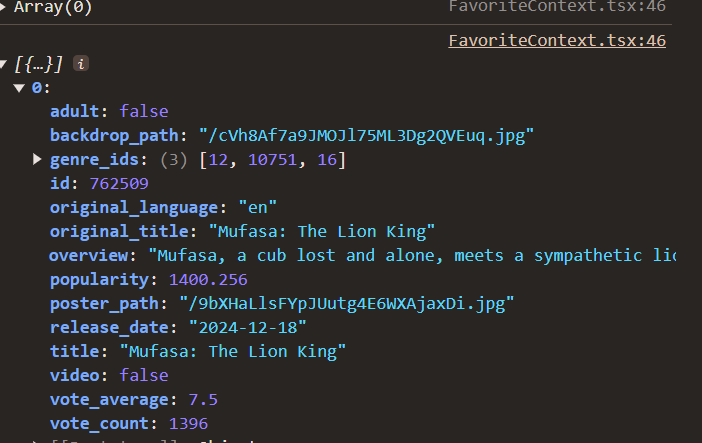 Array(0) FavoriteContext.tsx:46
FavoriteContext.tsx:46
[{…}] i
0:
adult: false
backdrop_path: "/cVh8Af7a9JMOJl75ML3Dg2QVEuq.jpg"
genre_ids: (3) [12, 10751, 16]
id: 762509
original_language: "en"
original_title: "Mufasa: The Lion King"
overview: "Mufasa, a cub lost and alone, meets a sympathetic
popularity: 1400.256
poster_path: "/9bXHaLlsFYpJUutg4E6WXAjaxDi.jpg"
release_date: "2024-12-18"
title: "Mufasa: The Lion King"
video: false
vote_average: 7.5
vote_count: 1396